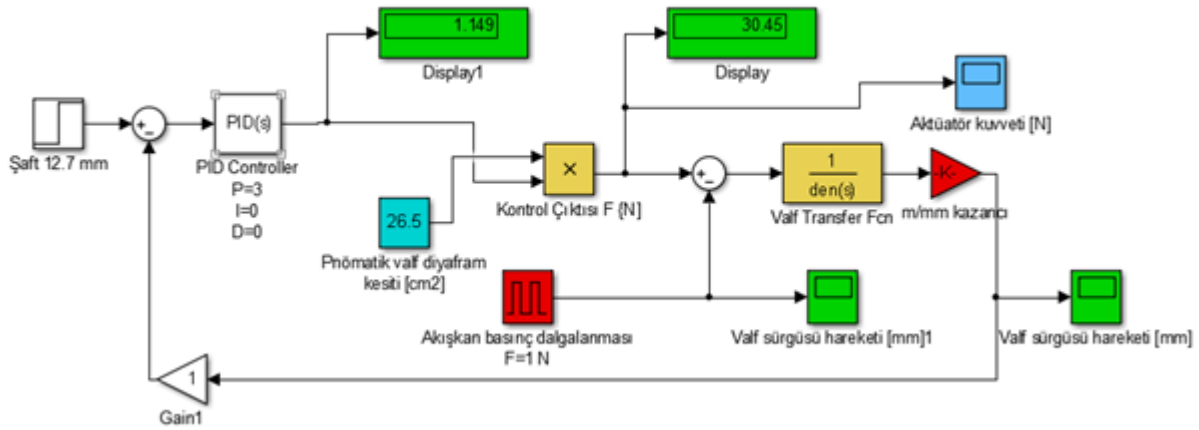 1.149
Display1
30.45
Display
Aktüatör kuvveti [N]
Şaft 12.7 mm
+
-
PID(s)
PID Controller
P=3
I=0
D=0
×
Kontrol Çıktısı F {N]
26.5
Pnömatik valf diyafram
kesiti [cm2]
+
-
1
den(s)
Valf Transfer Fcn
-K-
m/mm kazancı
Akışkan basınç dalgalanması
F=1 N
Valf sürgüsü hareketi [mm]1
Valf sürgüsü hareketi [mm]
1
Gain1